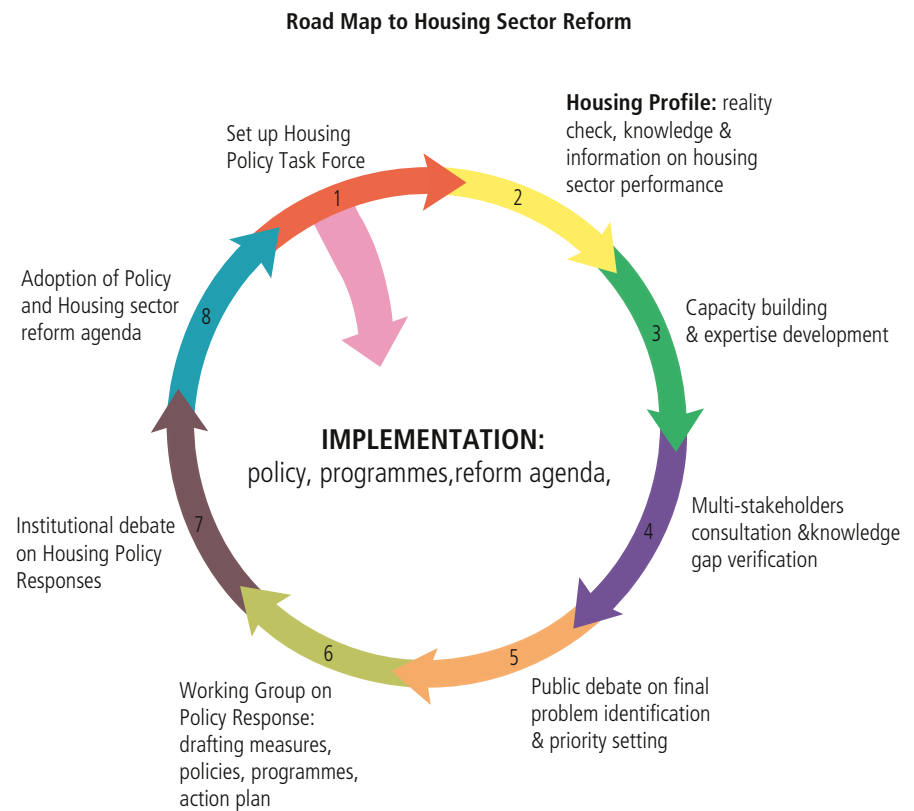 Road Map to Housing Sector Reform
1
Set up Housing
Policy Task Force
2
Housing Profile: reality
check, knowledge &
information on housing
sector performance
3
Capacity building
& expertise development
4
Multi-stakeholders
consultation &knowledge
gap verification
5
Public debate on final
problem identification
& priority setting
6
Working Group on
Policy Response:
drafting measures,
policies, programmes,
action plan
7
Institutional debate
on Housing Policy
Responses
8
Adoption of Policy
and Housing sector
reform agenda
IMPLEMENTATION:
policy, programmes,reform agenda,